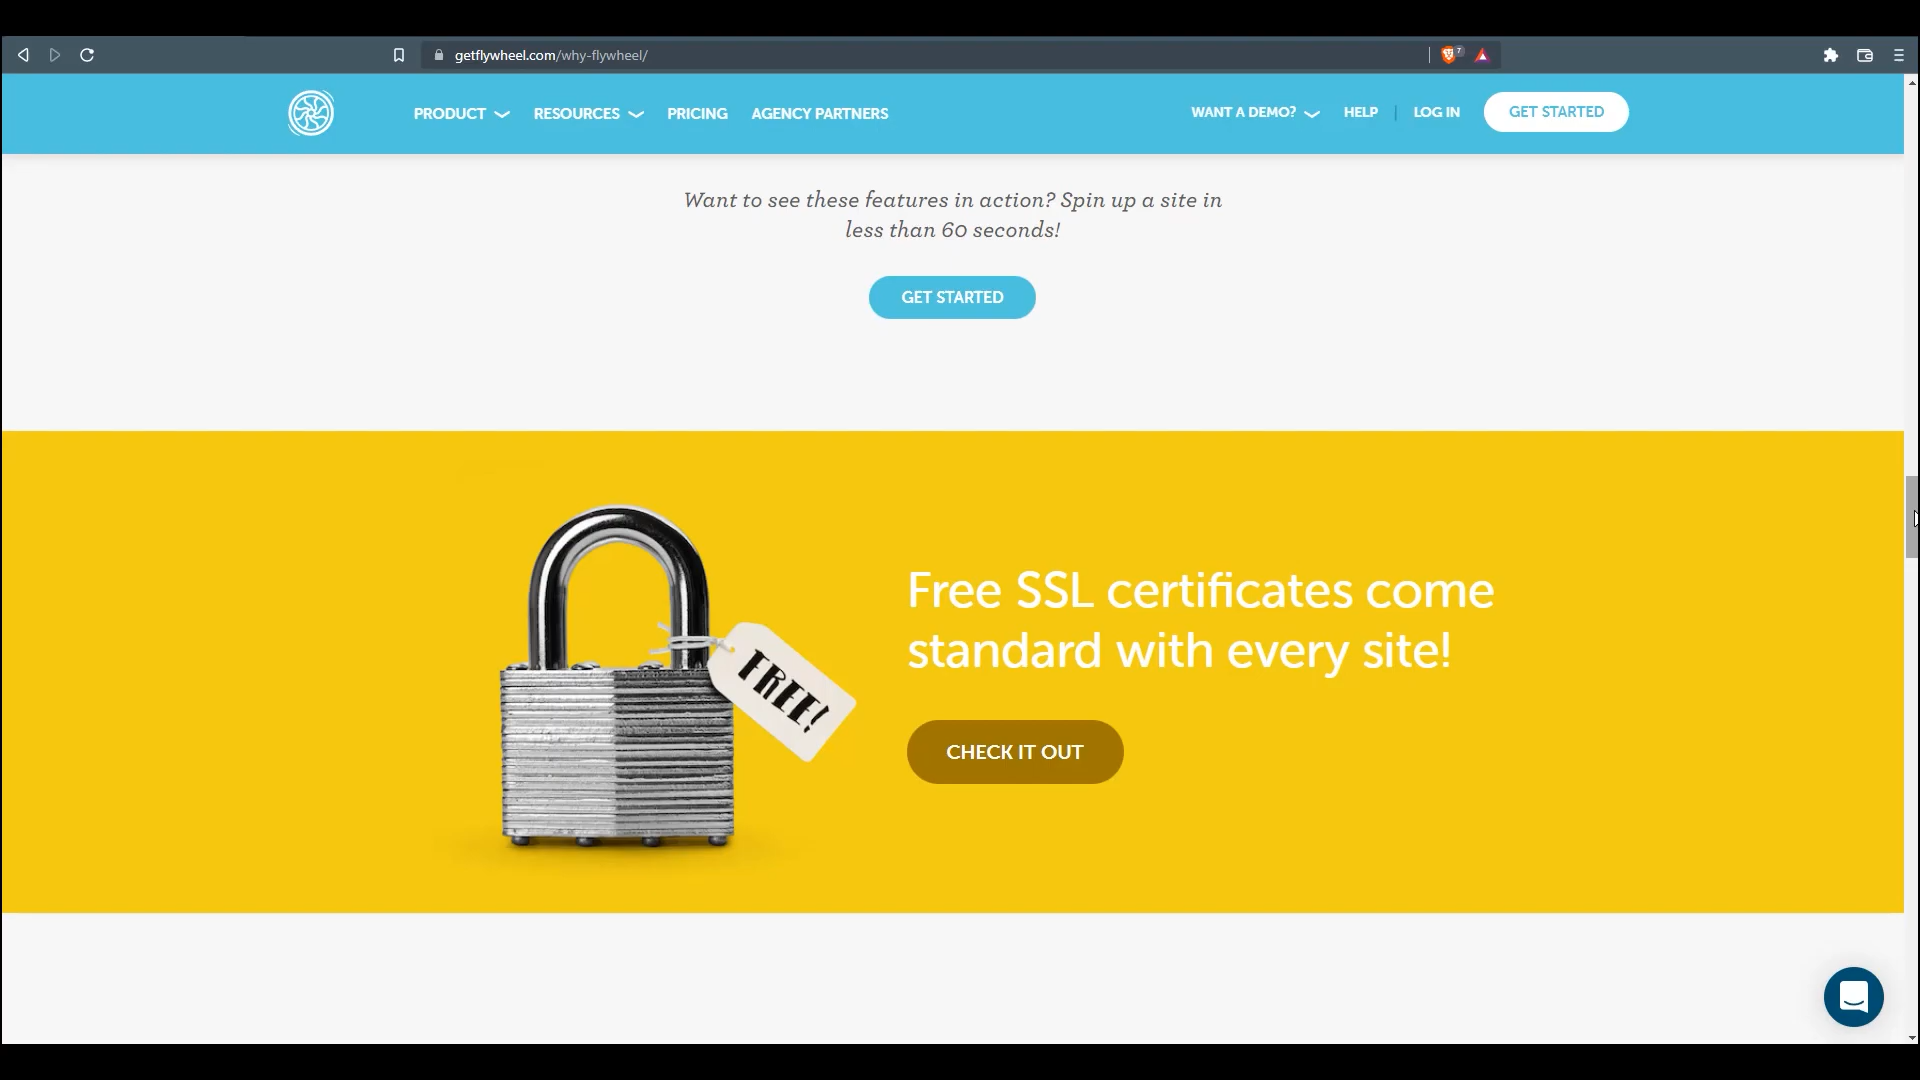 getflywheel.com/why-flywheel/
7
PRODUCT RESOURCES PRICING AGENCY PARTNERS WANT A DEMO? HELP | LOG IN GET STARTED
Want to see these features in action? Spin up a site in
less than 60 seconds!
GET STARTED
FREE!
Free SSL certificates come
standard with every site!
CHECK IT OUT